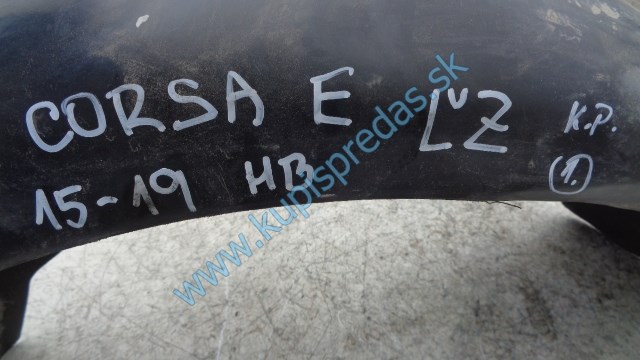 CORSA E ĽZ K.P.
15-19 HB (1.)
www.kupispredas.sk